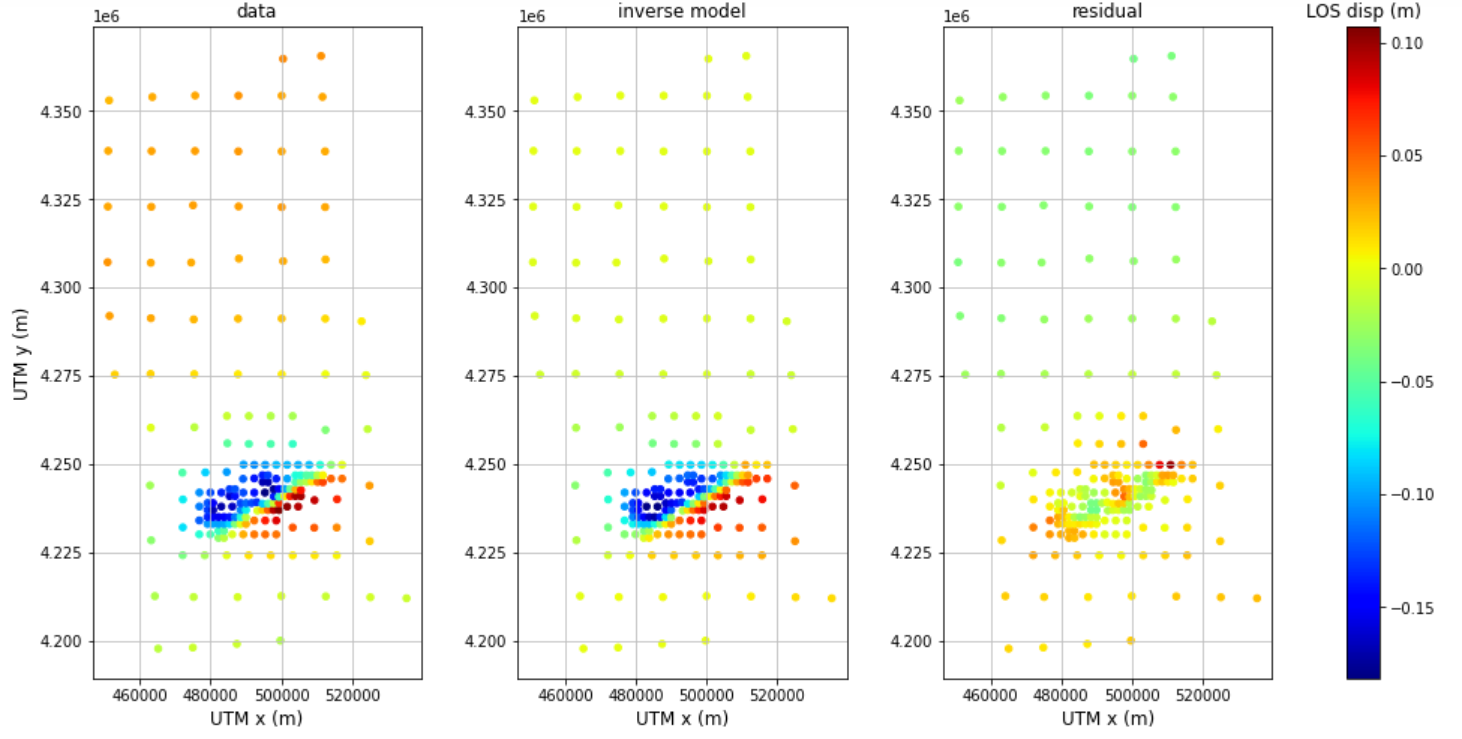 data
inverse model
residual
LOS disp (m)
1e6
1e6
1e6
4.350
4.325
4.300
4.275
4.250
4.225
4.200
UTM y (m)
460000 480000 500000 520000
UTM x (m)
4.350
4.325
4.300
4.275
4.250
4.225
4.200
460000 480000 500000 520000
UTM x (m)
4.350
4.325
4.300
4.275
4.250
4.225
4.200
460000 480000 500000 520000
UTM x (m)
0.10
0.05
0.00
−0.05
−0.10
−0.15